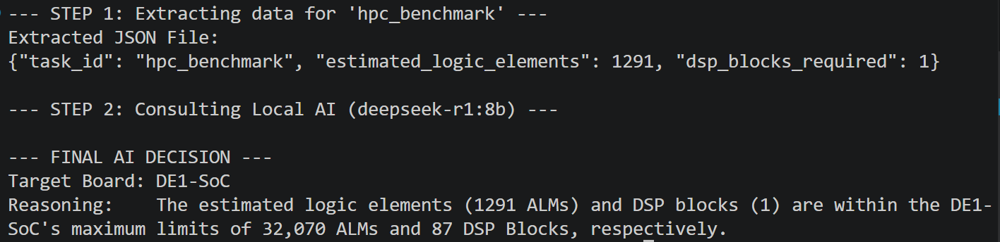 --- STEP 1: Extracting data for 'hpc_benchmark' ---
Extracted JSON File:
{"task_id": "hpc_benchmark", "estimated_logic_elements": 1291, "dsp_blocks_required": 1}
--- STEP 2: Consulting Local AI (deepseek-r1:8b) ---
--- FINAL AI DECISION ---
Target Board: DE1-SoC
Reasoning:    The estimated logic elements (1291 ALMs) and DSP blocks (1) are within the DE1-
SoC's maximum limits of 32,070 ALMs and 87 DSP Blocks, respectively.